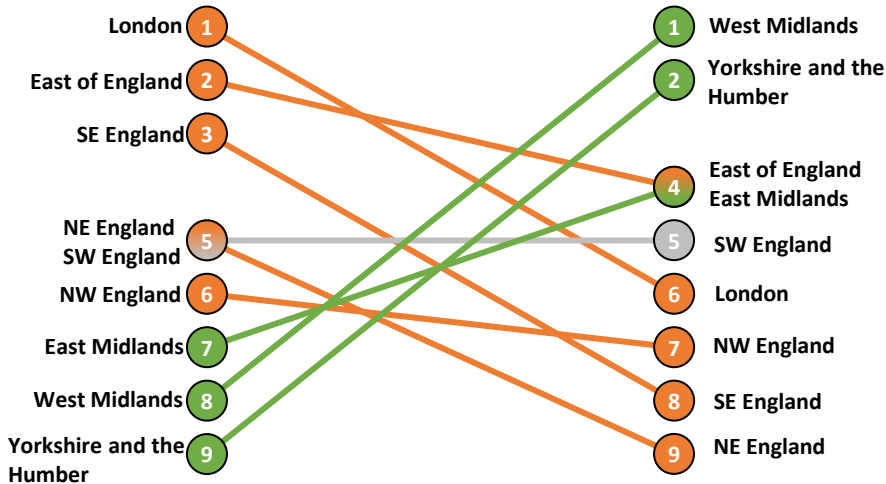 London 1
East of England 2
SE England 3
NE England
SW England 5
NW England 6
East Midlands 7
West Midlands 8
Yorkshire and the
Humber 9
1 West Midlands
2 Yorkshire and the
Humber
4 East of England
East Midlands
5 SW England
6 London
7 NW England
8 SE England
9 NE England